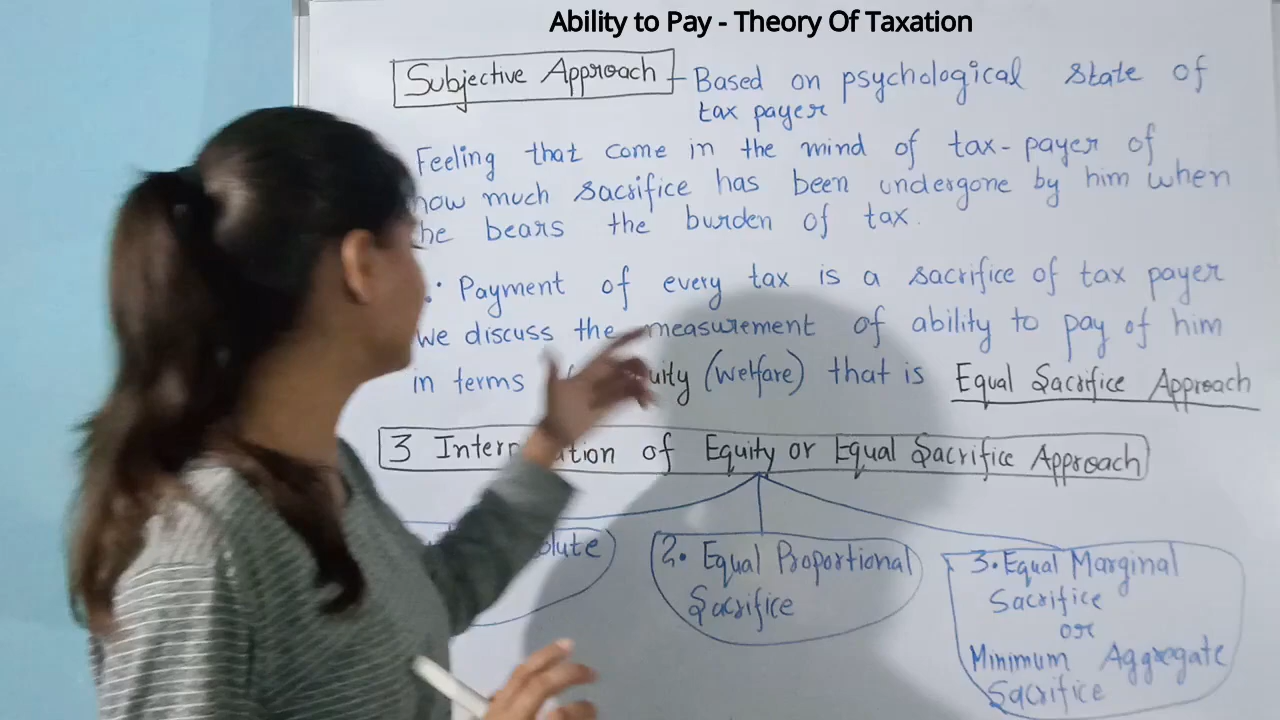 Ability to Pay - Theory Of Taxation
Subjective Approach - Based on psychological state of
tax payer
Feeling that come in the mind of tax-payer of
how much sacrifice has been undergone by him when
he bears the burden of tax.
∴ Payment of every tax is a sacrifice of tax payer
We discuss the measurement of ability to pay of him
in terms (welfare) that is Equal Sacrifice Approach
3 of Equity or Equal Sacrifice Approach
2. Equal Proportional
Sacrifice
3. Equal Marginal
Sacrifice
or
Minimum Aggregate
Sacrifice